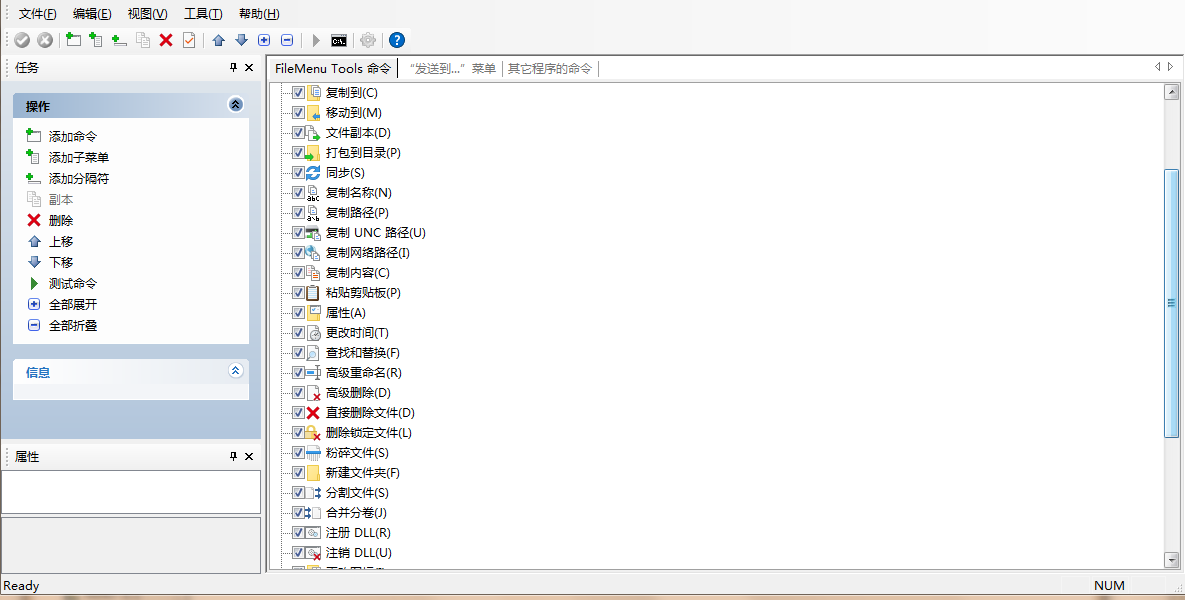 文件(F) 编辑(E) 视图(V) 工具(T) 帮助(H)
C:\.
任务
操作
添加命令
添加子菜单
添加分隔符
副本
删除
上移
下移
测试命令
全部展开
全部折叠
信息
属性
FileMenu Tools 命令 “发送到...” 菜单 其它程序的命令
复制到(C)
移动到(M)
文件副本(D)
打包到目录(P)
同步(S)
复制名称(N)
复制路径(P)
复制 UNC 路径(U)
复制网络路径(I)
复制内容(C)
粘贴剪贴板(P)
属性(A)
更改时间(T)
查找和替换(F)
高级重命名(R)
高级删除(D)
直接删除文件(D)
删除锁定文件(L)
粉碎文件(S)
新建文件夹(F)
分割文件(S)
合并分卷(J)
注册 DLL(R)
注销 DLL(U)
Ready NUM